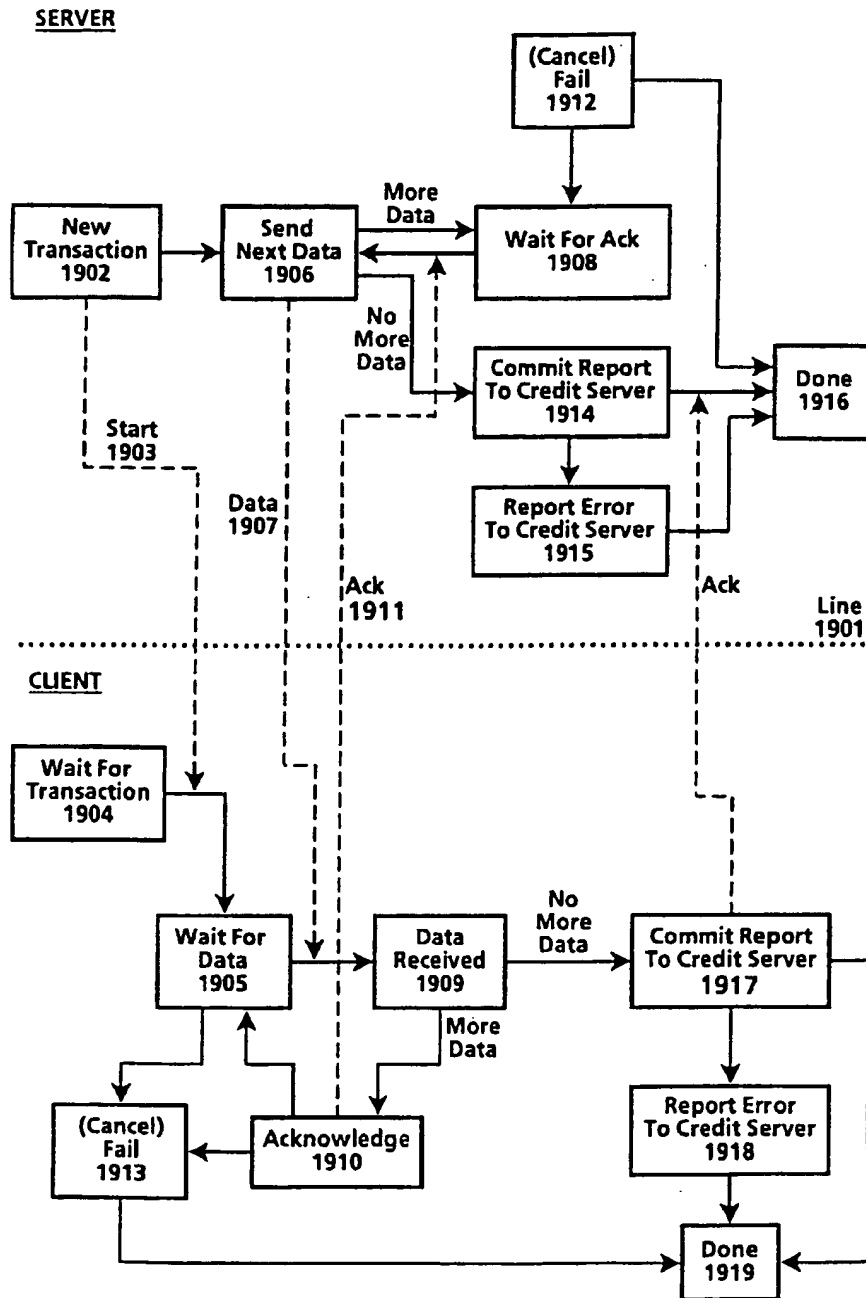 SERVER
(Cancel)
Fail
1912
New
Transaction
1902
Send
Next Data
1906
More
Data
Wait For Ack
1908
No
More
Data
Commit Report
To Credit Server
1914
Done
1916
Start
1903
Data
1907
Report Error
To Credit Server
1915
Ack
1911
Ack
Line
1901
CLIENT
Wait For
Transaction
1904
Wait For
Data
1905
Data
Received
1909
No
More
Data
Commit Report
To Credit Server
1917
More
Data
(Cancel)
Fail
1913
Acknowledge
1910
Report Error
To Credit Server
1918
Done
1919